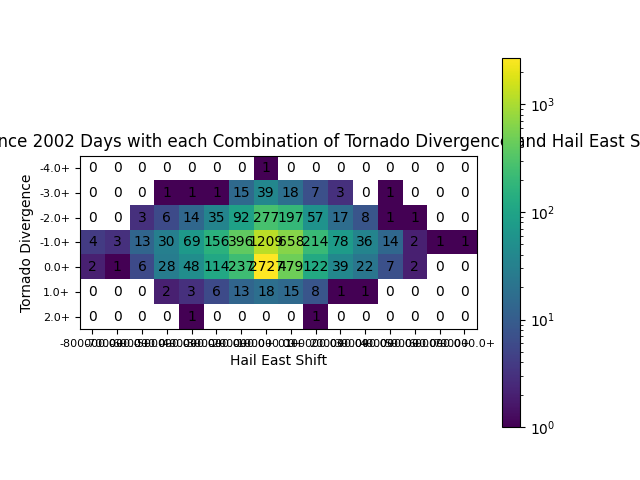 nce 2002 Days with each Combination of Tornado Divergence and Hail East S
-4.0+ 0 0 0 0 0 0 0 1 0 0 0 0 0 0 0 0
-3.0+ 0 0 0 1 1 1 15 39 18 7 3 0 1 0 0 0
-2.0+ 0 0 3 6 14 35 92 277 197 57 17 8 1 1 0 0
-1.0+ 4 3 13 30 69 156 396 1209 658 214 78 36 14 2 1 1
0.0+ 2 1 6 28 48 114 237 2727 479 122 39 22 7 2 0 0
1.0+ 0 0 0 2 3 6 13 18 15 8 1 1 0 0 0 0
2.0+ 0 0 0 0 1 0 0 0 0 1 0 0 0 0 0 0
Tornado Divergence
Hail East Shift
10³
10²
10¹
10⁰